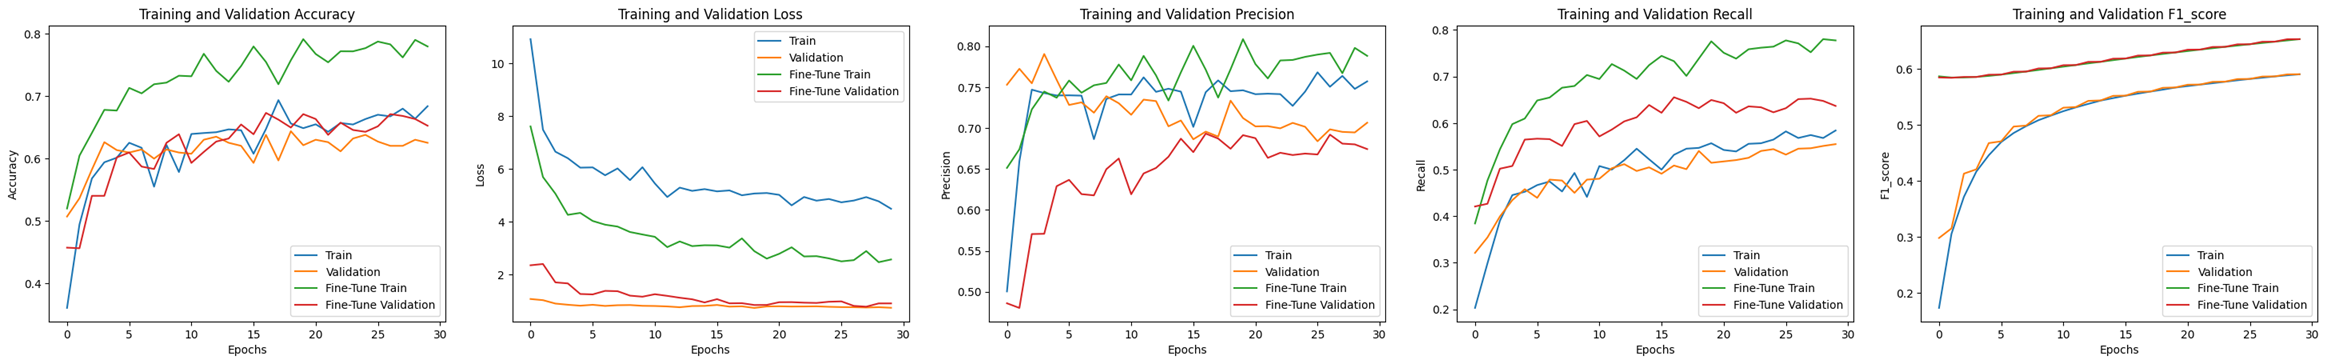 Training and Validation Accuracy
Accuracy
0.8
0.7
0.6
0.5
0.4
0
5
10
15
20
25
30
Epochs
Train
Validation
Fine-Tune Train
Fine-Tune Validation
Training and Validation Loss
Loss
10
8
6
4
2
0
5
10
15
20
25
30
Epochs
Train
Validation
Fine-Tune Train
Fine-Tune Validation
Training and Validation Precision
Precision
0.80
0.75
0.70
0.65
0.60
0.55
0.50
0
5
10
15
20
25
30
Epochs
Train
Validation
Fine-Tune Train
Fine-Tune Validation
Training and Validation Recall
Recall
0.8
0.7
0.6
0.5
0.4
0.3
0.2
0
5
10
15
20
25
30
Epochs
Train
Validation
Fine-Tune Train
Fine-Tune Validation
Training and Validation F1_score
F1_score
0.6
0.5
0.4
0.3
0.2
0
5
10
15
20
25
30
Epochs
Train
Validation
Fine-Tune Train
Fine-Tune Validation